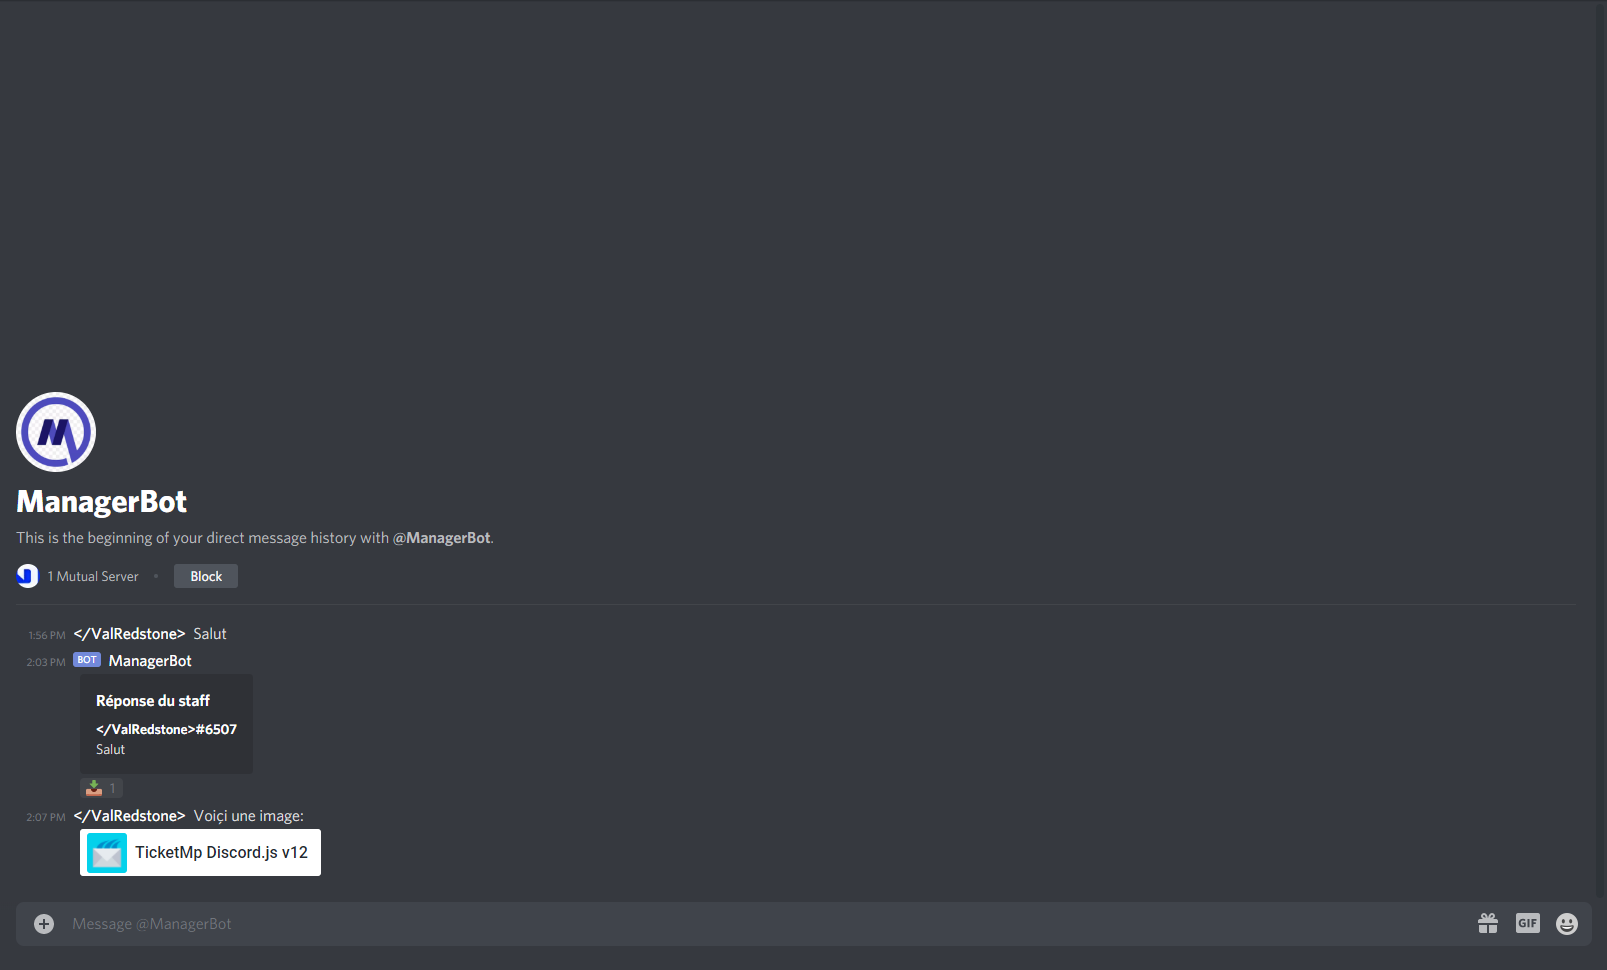 ManagerBot
This is the beginning of your direct message history with @ManagerBot.
1 Mutual Server • Block
1:56 PM </ValRedstone> Salut
2:03 PM BOT ManagerBot
Réponse du staff
</ValRedstone>#6507
Salut
1
2:07 PM </ValRedstone> Voiçi une image:
TicketMp Discord.js v12
Message @ManagerBot
GIF